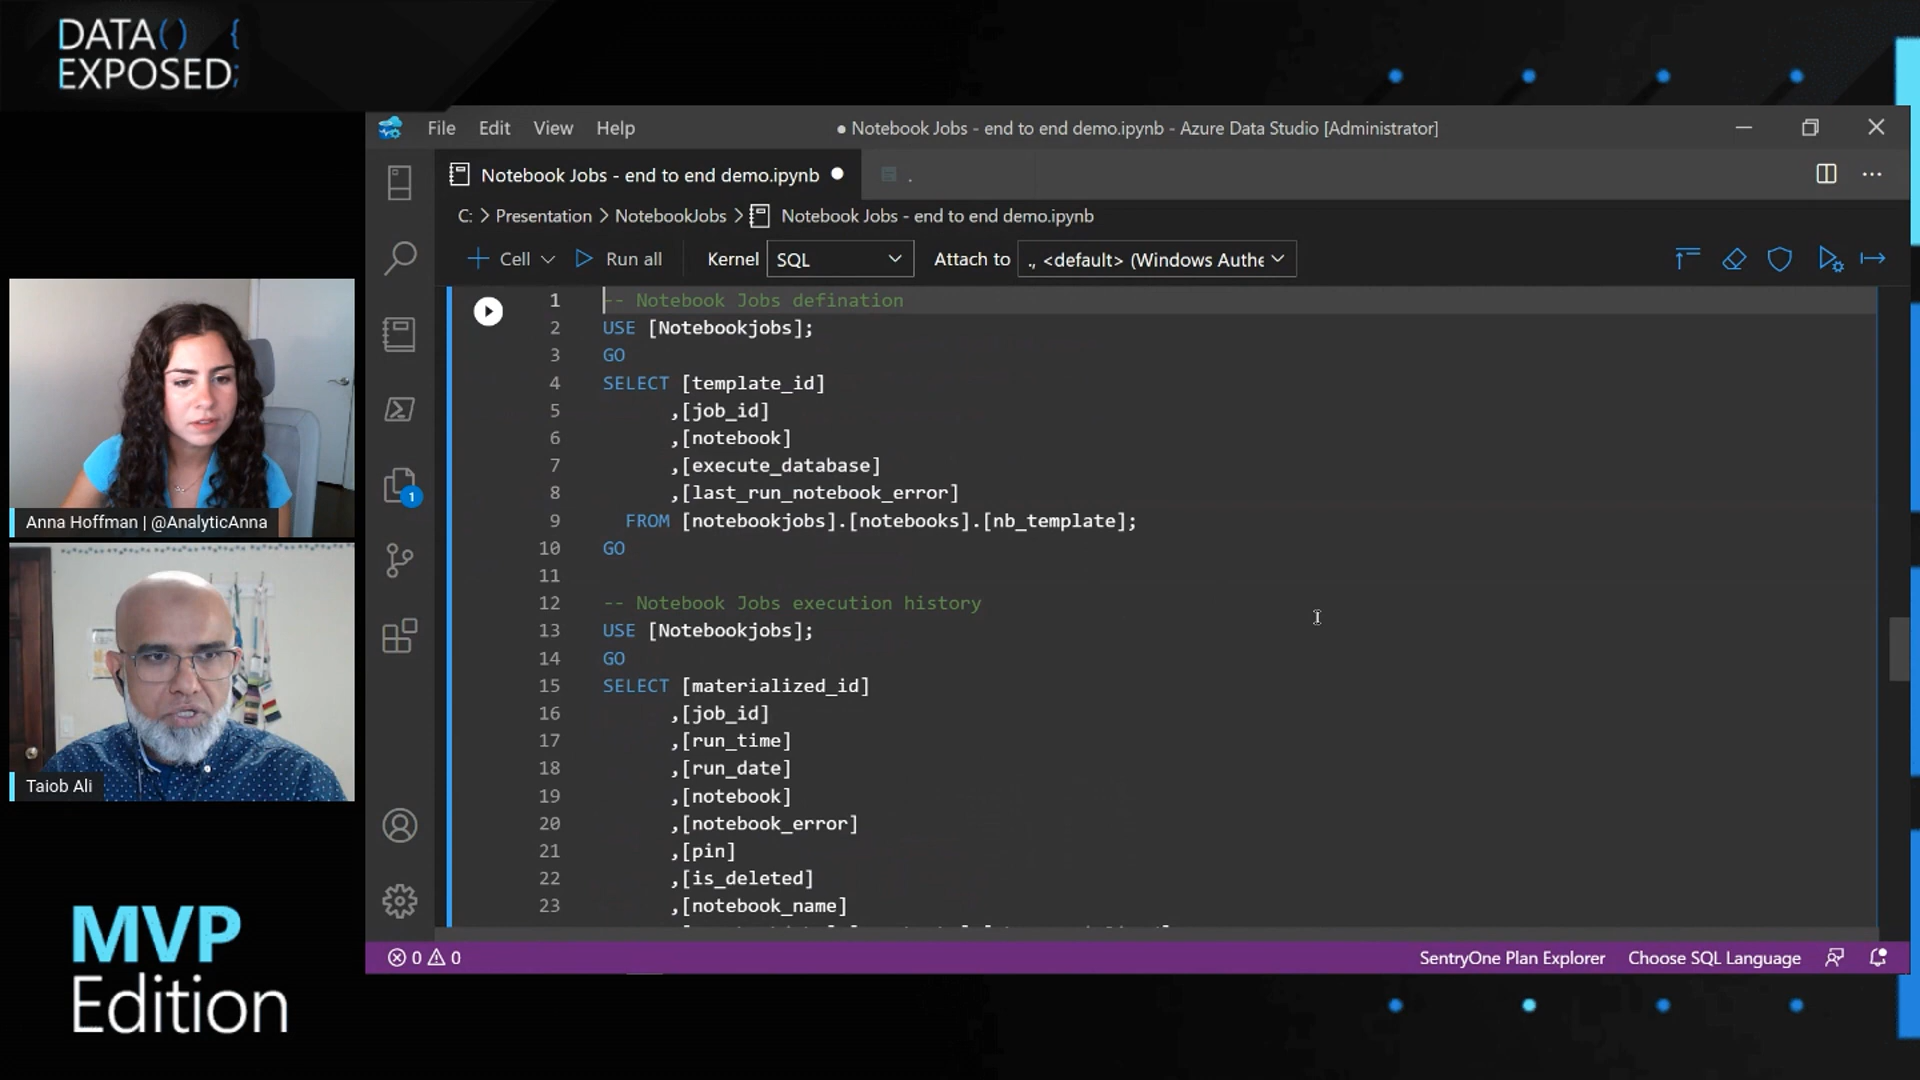 DATA() {
EXPOSED;
File Edit View Help
● Notebook Jobs - end to end demo.ipynb - Azure Data Studio [Administrator]
Notebook Jobs - end to end demo.ipynb ●
.
C: > Presentation > NotebookJobs > Notebook Jobs - end to end demo.ipynb
+ Cell Run all Kernel SQL Attach to ., <default> (Windows Authe
1 -- Notebook Jobs defination
2 USE [Notebookjobs];
3 GO
4 SELECT [template_id]
5 ,[job_id]
6 ,[notebook]
7 ,[execute_database]
8 ,[last_run_notebook_error]
9 FROM [notebookjobs].[notebooks].[nb_template];
10 GO
11
12 -- Notebook Jobs execution history
13 USE [Notebookjobs];
14 GO
15 SELECT [materialized_id]
16 ,[job_id]
17 ,[run_time]
18 ,[run_date]
19 ,[notebook]
20 ,[notebook_error]
21 ,[pin]
22 ,[is_deleted]
23 ,[notebook_name]
1
0 0
SentryOne Plan Explorer Choose SQL Language
Anna Hoffman | @AnalyticAnna
Taiob Ali
MVP
Edition